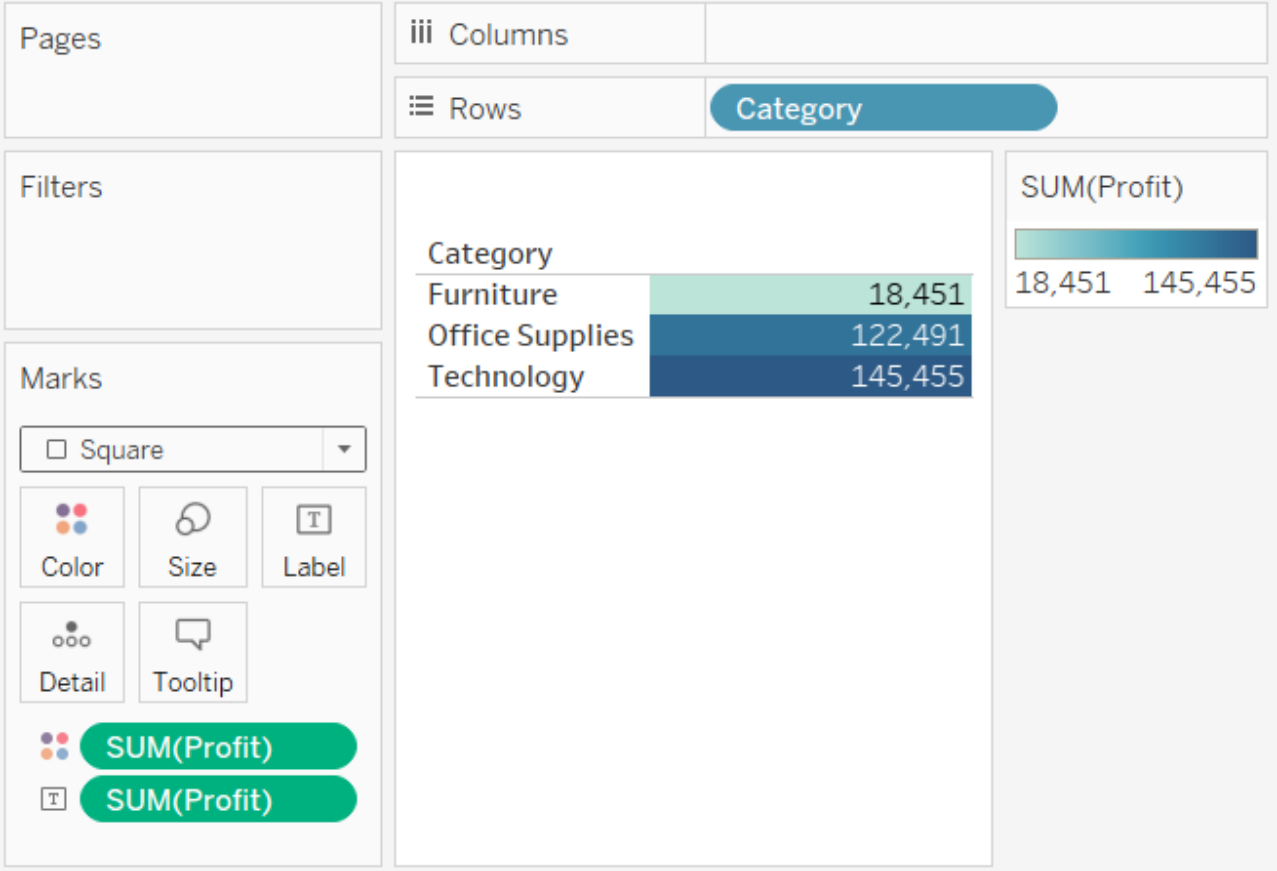 Pages
Columns
Rows
Category
Filters
Marks
Square
Color
Size
T
Label
Detail
Tooltip
SUM(Profit)
T SUM(Profit)
Category
Furniture 18,451
Office Supplies 122,491
Technology 145,455
SUM(Profit)
18,451 145,455